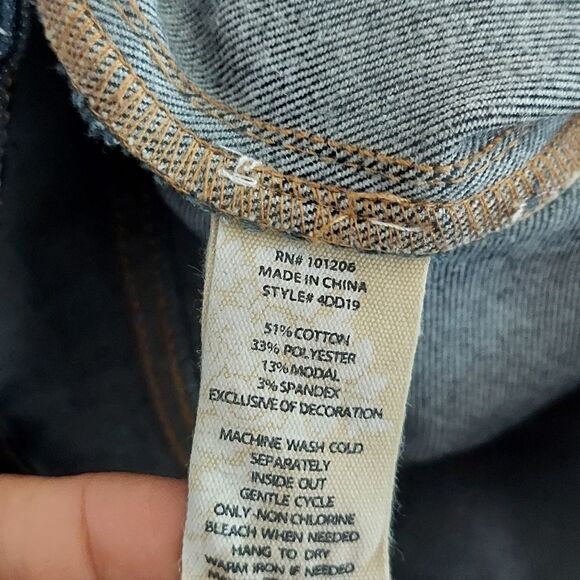 RN# 101206
MADE IN CHINA
STYLE# 4DD19
51% COTTON
33% POLYESTER
13% MODAL
3% SPANDEX
EXCLUSIVE OF DECORATION
MACHINE WASH COLD
SEPARATELY
INSIDE OUT
GENTLE CYCLE
ONLY NON CHLORINE
BLEACH WHEN NEEDED
HANG TO DRY
WARM IRON IF NEEDED